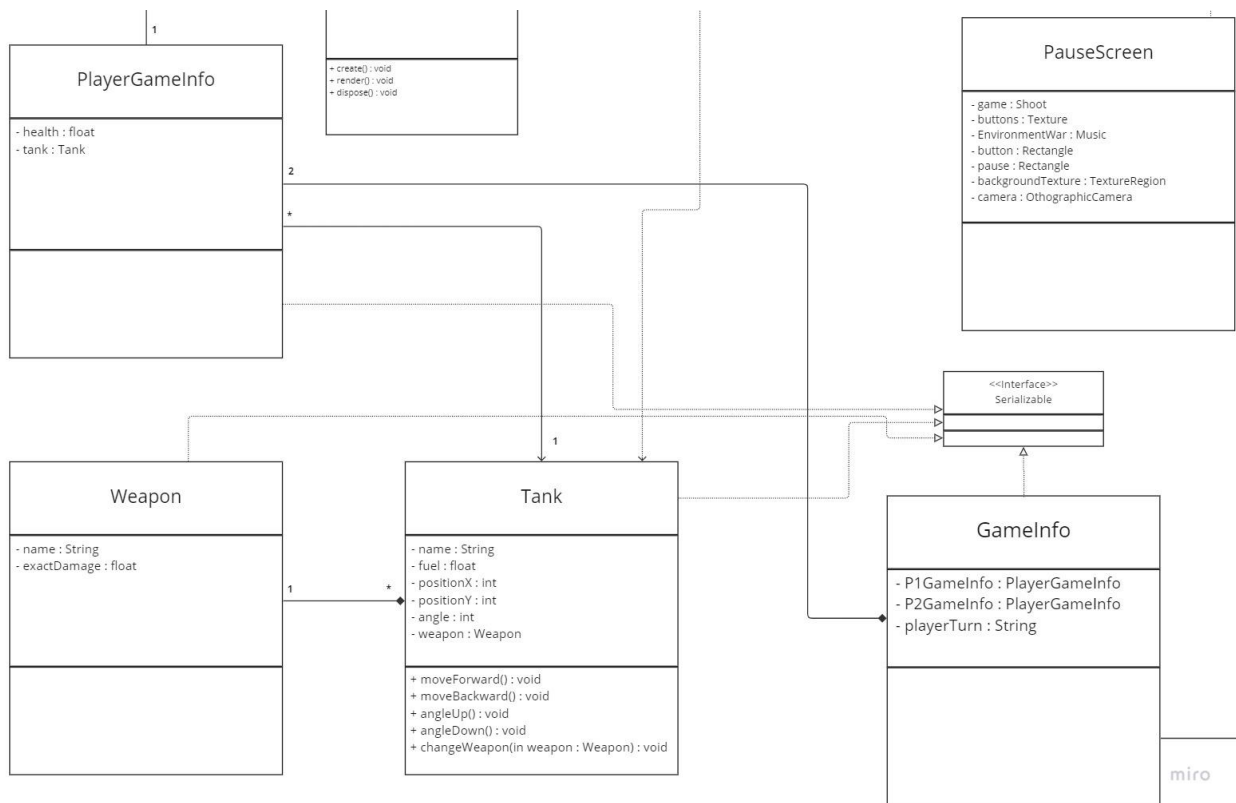 1
PlayerGameInfo
- health : float
- tank : Tank
+ create() : void
+ render() : void
+ dispose() : void
PauseScreen
- game : Shoot
- buttons : Texture
- EnvironmentWar : Music
- button : Rectangle
- pause : Rectangle
- backgroundTexture : TextureRegion
- camera : OthographicCamera
2
*
1
<<Interface>>
Serializable
Weapon
- name : String
- exactDamage : float
1
*
Tank
- name : String
- fuel : float
- positionX : int
- positionY : int
- angle : int
- weapon : Weapon
+ moveForward() : void
+ moveBackward() : void
+ angleUp() : void
+ angleDown() : void
+ changeWeapon(in weapon : Weapon) : void
GameInfo
- P1GameInfo : PlayerGameInfo
- P2GameInfo : PlayerGameInfo
- playerTurn : String
miro